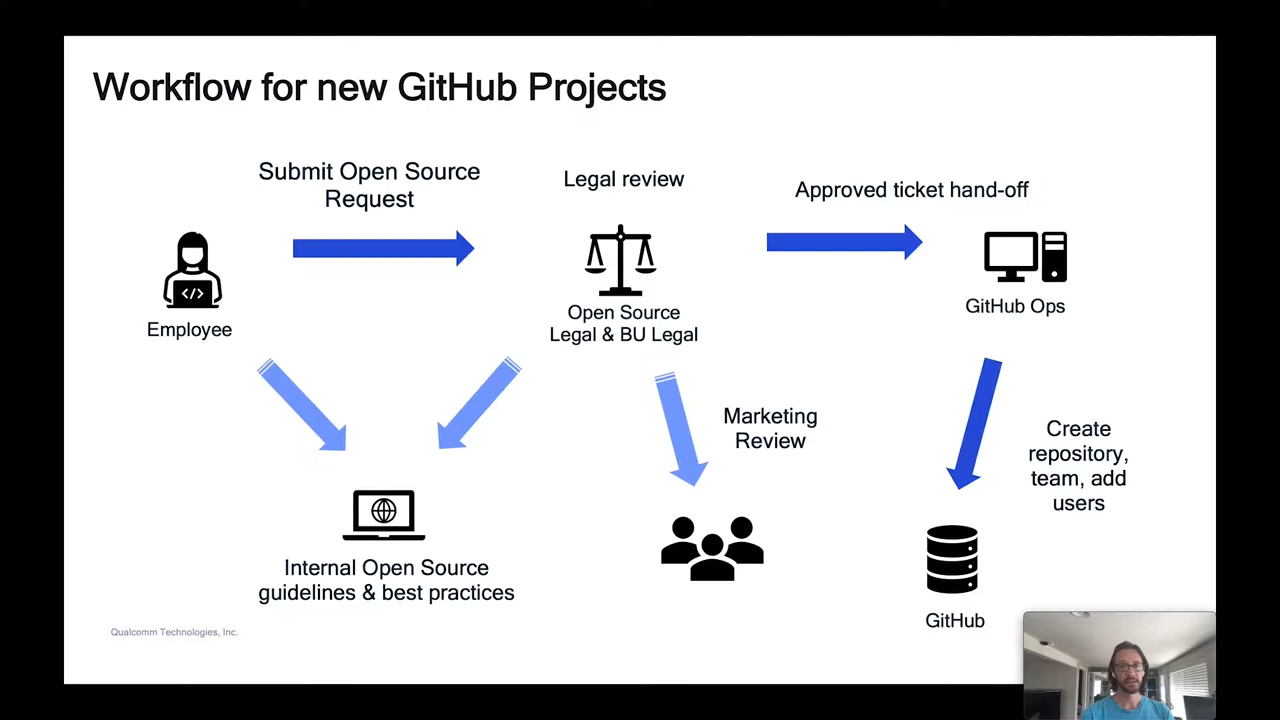 Workflow for new GitHub Projects
Submit Open Source
Request
Legal review
Approved ticket hand-off
</>
Employee
Open Source
Legal & BU Legal
GitHub Ops
Marketing
Review
Create
repository,
team, add
users
Internal Open Source
guidelines & best practices
GitHub
Qualcomm Technologies, Inc.